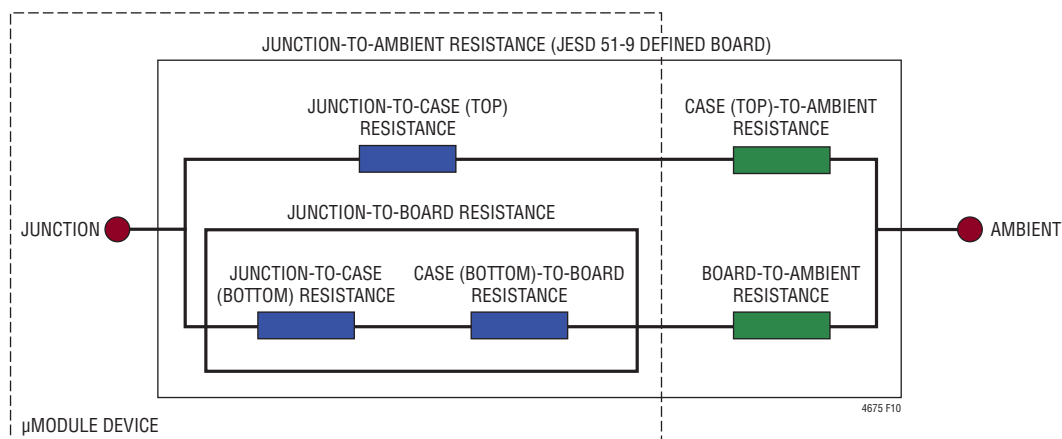 JUNCTION-TO-AMBIENT RESISTANCE (JESD 51-9 DEFINED BOARD)
JUNCTION-TO-CASE (TOP)
RESISTANCE
CASE (TOP)-TO-AMBIENT
RESISTANCE
JUNCTION
JUNCTION-TO-BOARD RESISTANCE
AMBIENT
JUNCTION-TO-CASE
(BOTTOM) RESISTANCE
CASE (BOTTOM)-TO-BOARD
RESISTANCE
BOARD-TO-AMBIENT
RESISTANCE
4675 F10
µMODULE DEVICE